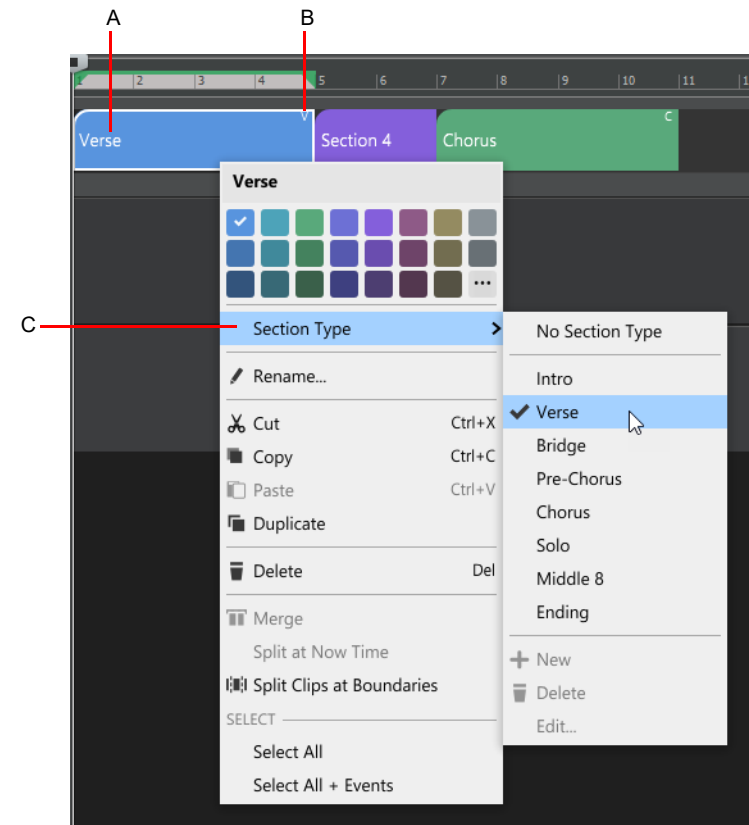 A B
1 2 3 4 5 6 7 8 9 10 11 1
V C
Verse Section 4 Chorus
Verse
...
C Section Type
Rename...
Cut Ctrl+X
Copy Ctrl+C
Paste Ctrl+V
Duplicate
Delete Del
Merge
Split at Now Time
Split Clips at Boundaries
SELECT
Select All
Select All + Events
No Section Type
Intro
Verse
Bridge
Pre-Chorus
Chorus
Solo
Middle 8
Ending
New
Delete
Edit...